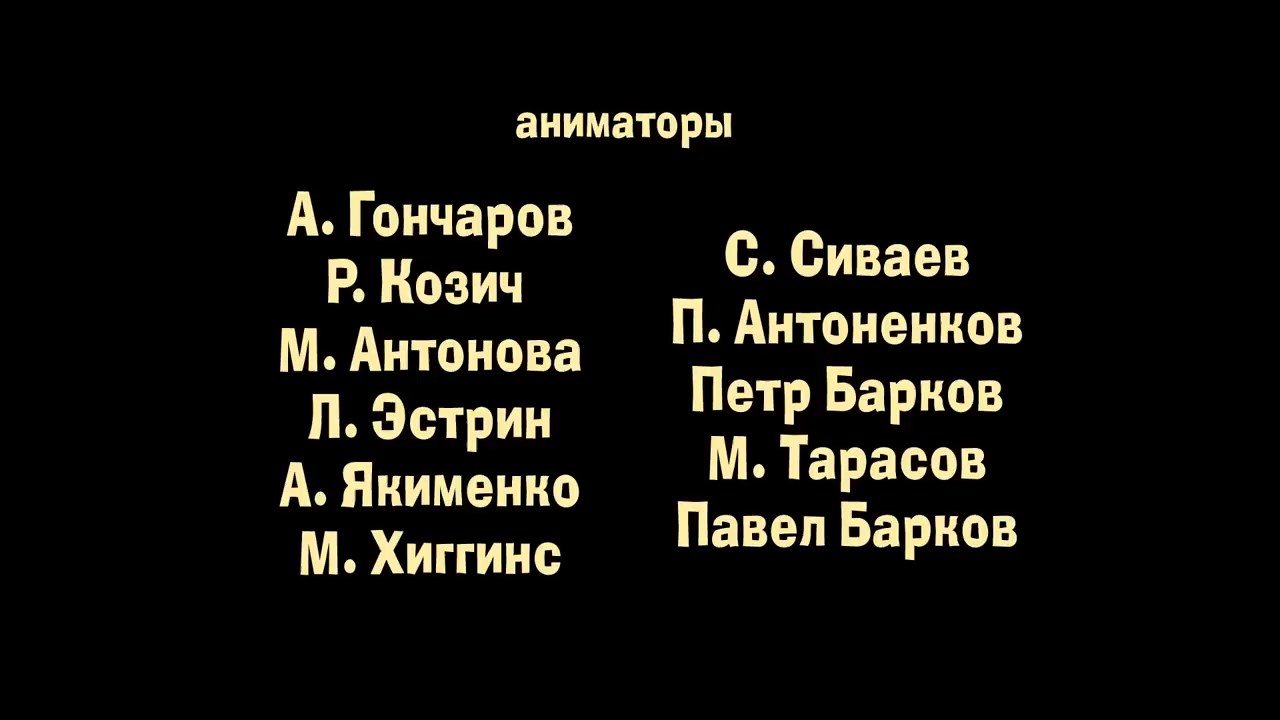 аниматоры
А. Гончаров
Р. Козич
М. Антонова
Л. Эстрин
А. Якименко
М. Хиггинс
С. Сиваев
П. Антоненков
Петр Барков
М. Тарасов
Павел Барков